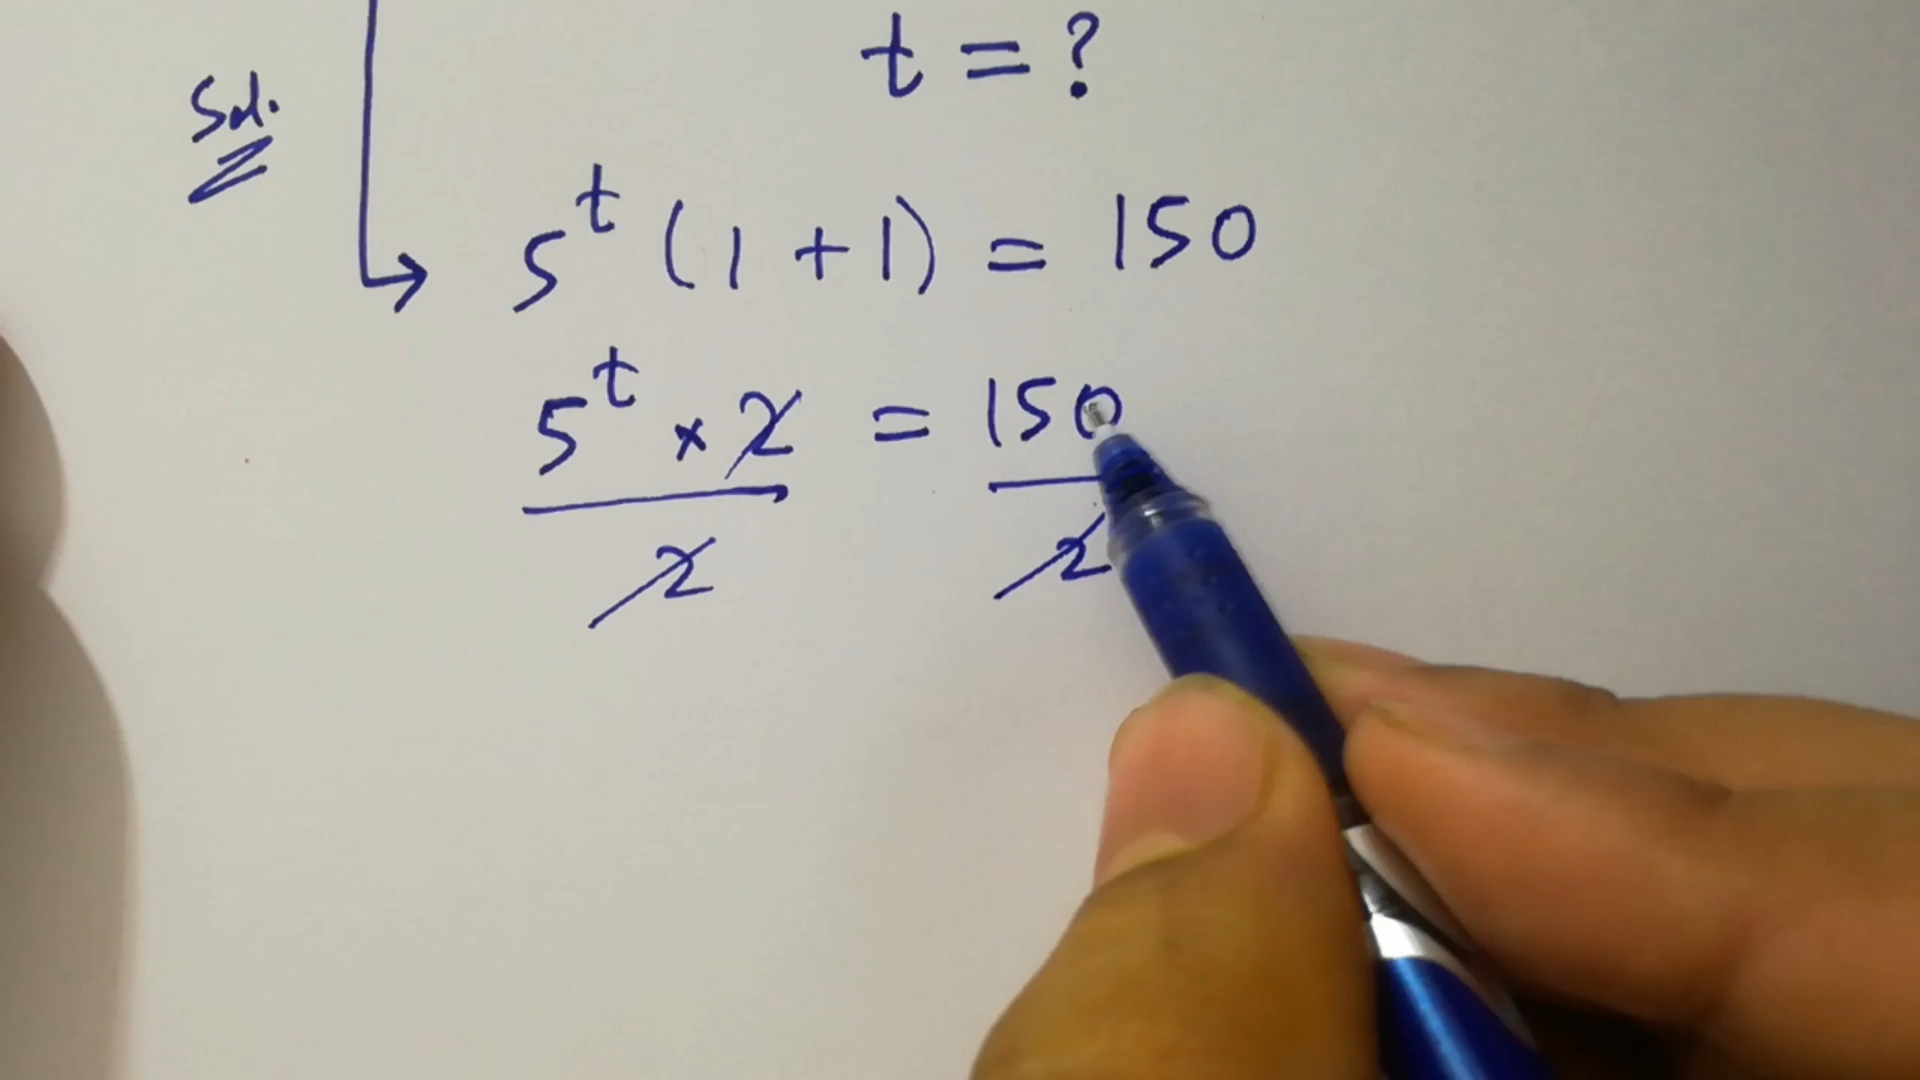 t = ?
Sol.
5^t (1 + 1) = 150
5^t × 2 = 150
2 2